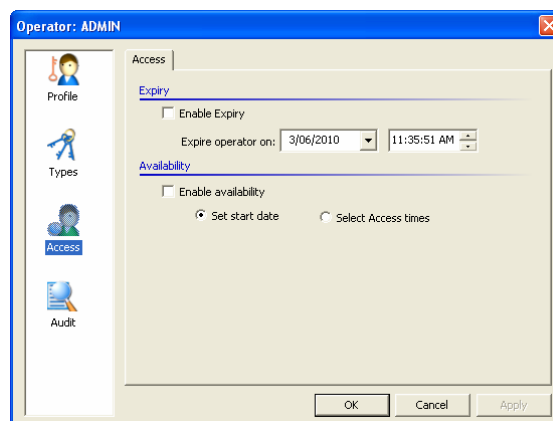 Operator: ADMIN
Profile
Types
Access
Audit
Access
Expiry
Enable Expiry
Expire operator on: 3/06/2010 11:35:51 AM
Availability
Enable availability
Set start date Select Access times
OK Cancel Apply